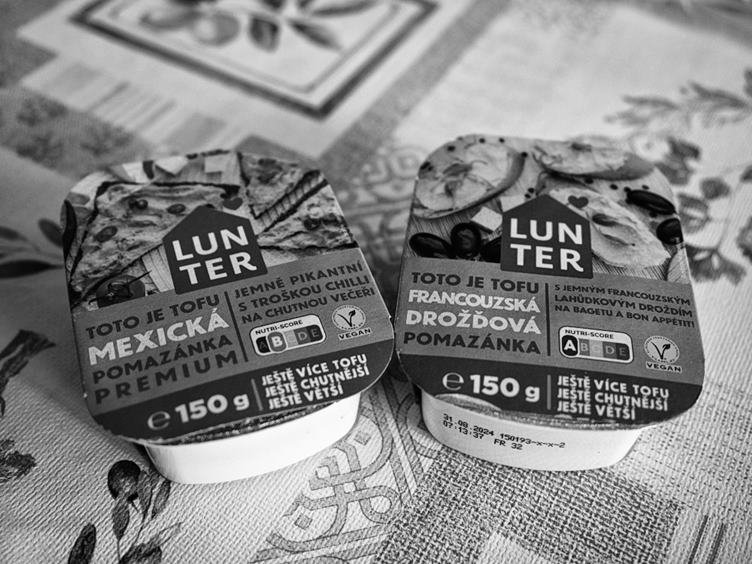 LUN
TER
TOTO JE TOFU
MEXICKÁ
POMAZÁNKA
PREMIUM
JEMNĚ PIKANTNÍ
S TROŠKOU CHILLI
NA CHUTNOU VEČEŘI
NUTRI-SCORE
A B C D E
VEGAN
℮ 150 g
JEŠTĚ VÍCE TOFU
JEŠTĚ CHUTNĚJŠÍ
JEŠTĚ VĚTŠÍ
LUN
TER
TOTO JE TOFU
FRANCOUZSKÁ
DROŽĎOVÁ
POMAZÁNKA
S JEMNÝM FRANCOUZSKÝM
LAHŮDKOVÝM DROŽDÍM
NA BAGETU A BON APPÉTIT!
NUTRI-SCORE
A B C D E
VEGAN
℮ 150 g
JEŠTĚ VÍCE TOFU
JEŠTĚ CHUTNĚJŠÍ
JEŠTĚ VĚTŠÍ
31.08.2024 150193-x-x-2
07:13:37 FR 32